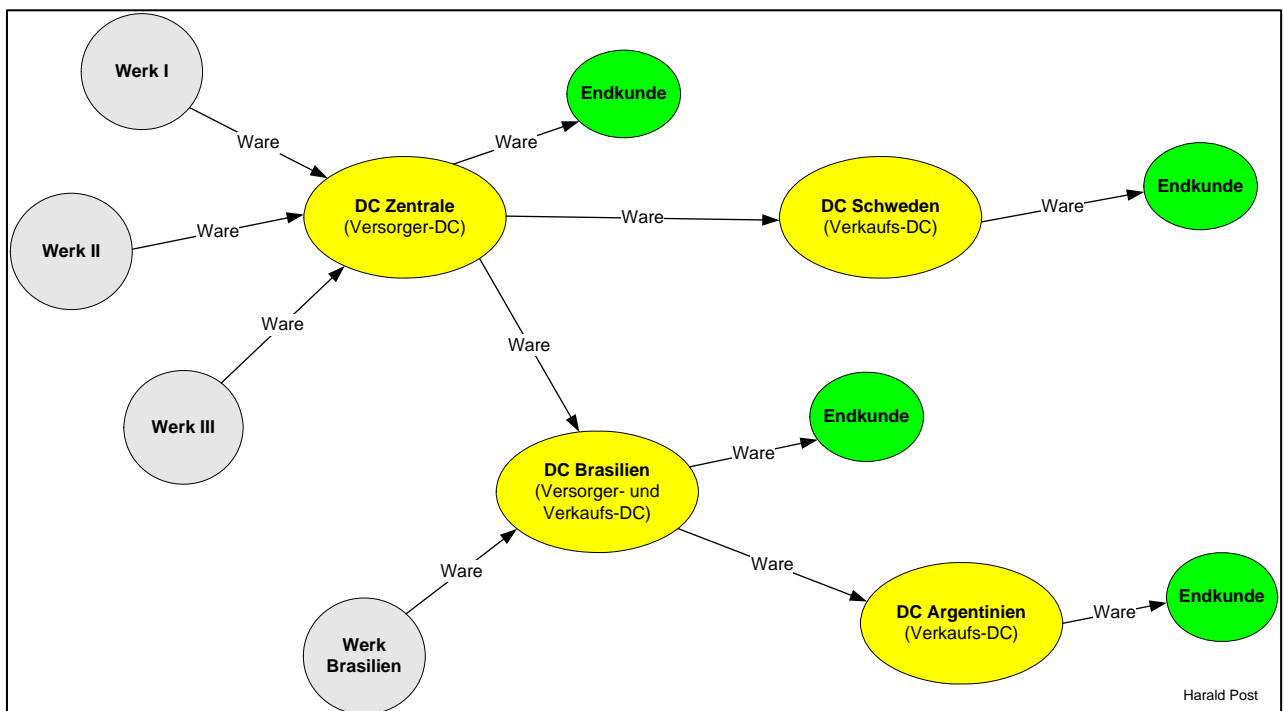 Werk I
Endkunde
Ware
Ware
DC Zentrale
(Versorger-DC)
Ware
DC Schweden
(Verkaufs-DC)
Ware
Endkunde
Werk II
Ware
Ware
Werk III
Ware
Endkunde
Ware
DC Brasilien
(Versorger- und
Verkaufs-DC)
Ware
Werk
Brasilien
Ware
DC Argentinien
(Verkaufs-DC)
Ware
Endkunde
Harald Post